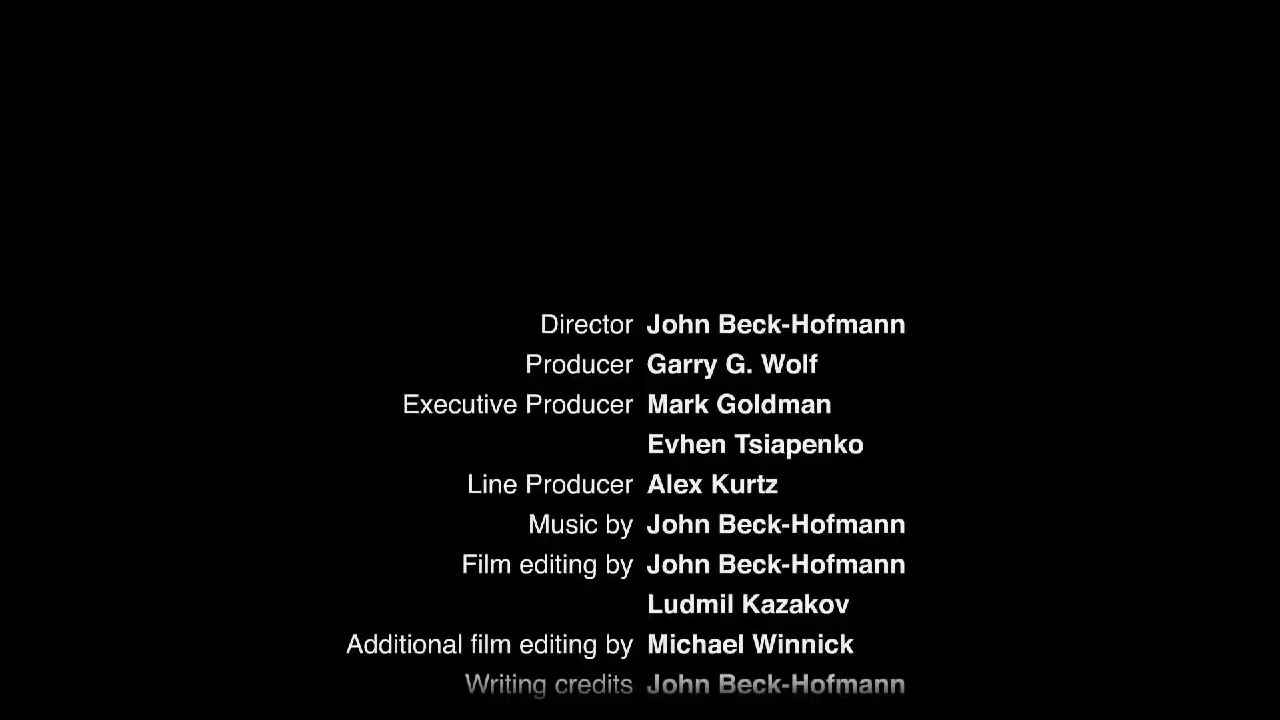 Director John Beck-Hofmann
Producer Garry G. Wolf
Executive Producer Mark Goldman
Evhen Tsiapenko
Line Producer Alex Kurtz
Music by John Beck-Hofmann
Film editing by John Beck-Hofmann
Ludmil Kazakov
Additional film editing by Michael Winnick
Writing credits John Beck-Hofmann